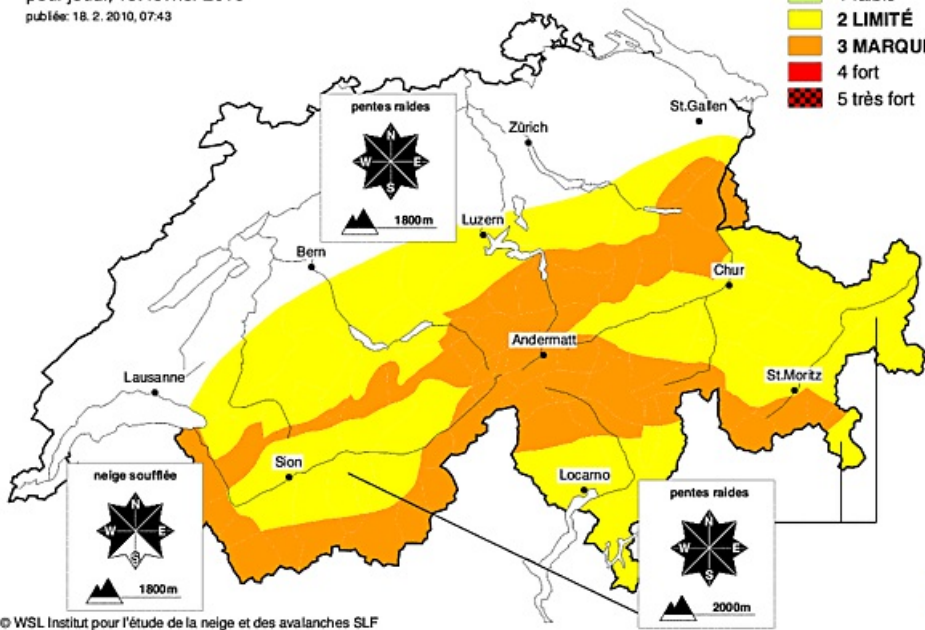 publiée: 18. 2. 2010, 07:43
2 LIMITÉ
3 MARQU
4 fort
5 très fort
pentes raides
N
W E
S
1800m
St.Gallen
Zürich
Luzern
Bern
Chur
Andermatt
Lausanne
St.Moritz
Sion
Locarno
neige soufflée
N
W E
S
1800m
pentes raides
N
W E
S
2000m
© WSL Institut pour l'étude de la neige et des avalanches SLF